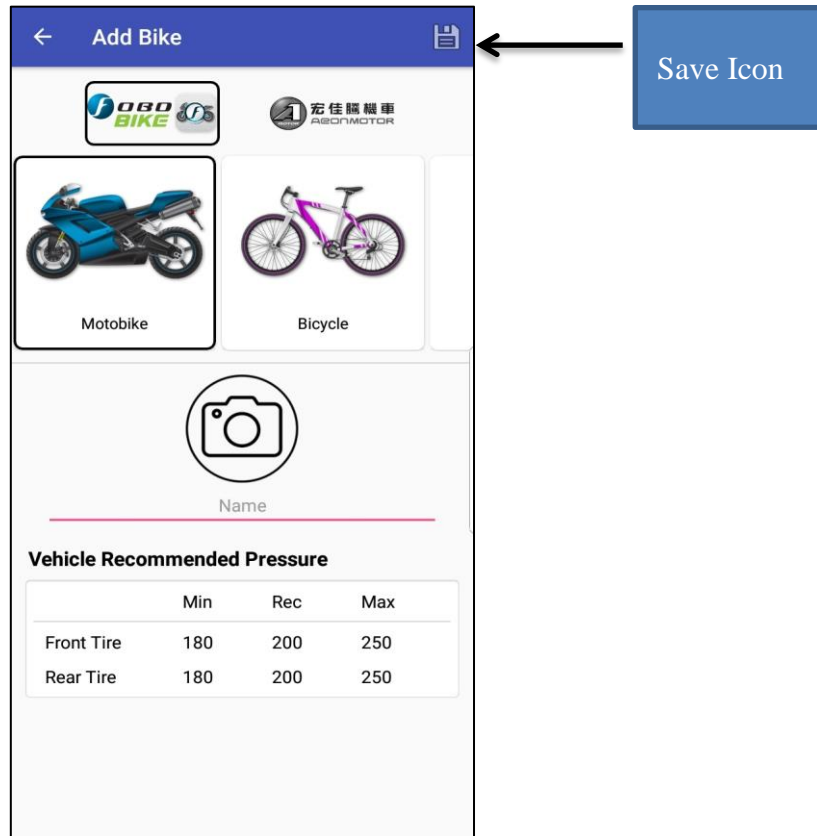 Add Bike
Save Icon
FOBO
BIKE
宏佳騰機車
AEONMOTOR
Motobike
Bicycle
Name
Vehicle Recommended Pressure
Min Rec Max
Front Tire 180 200 250
Rear Tire 180 200 250